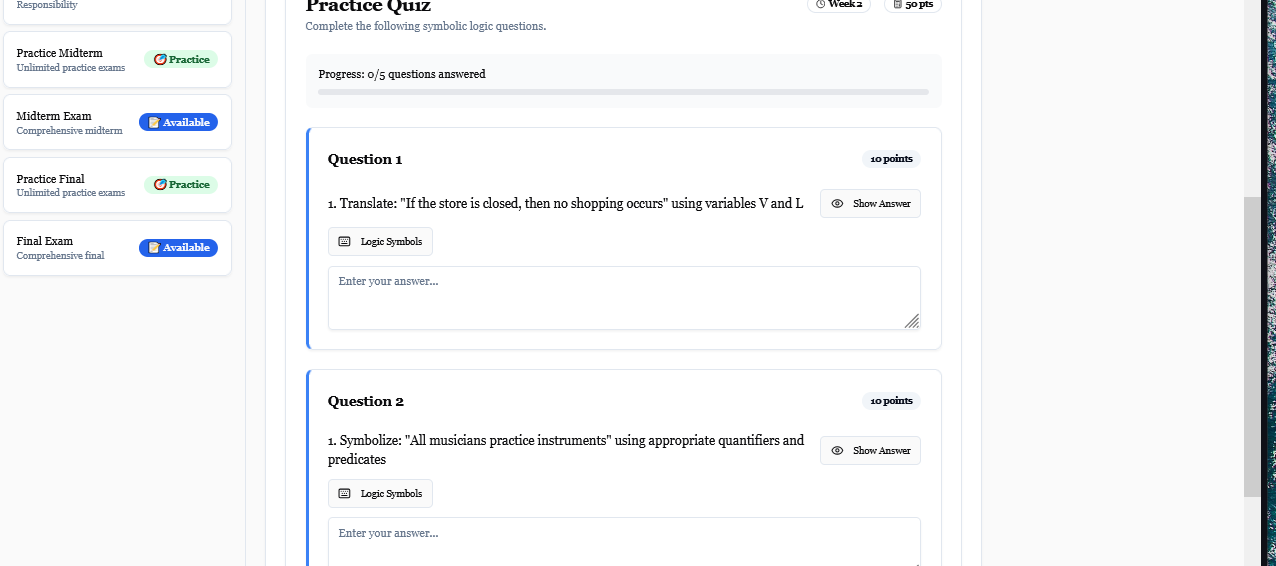 Responsibility
Practice Midterm
Unlimited practice exams
Practice
Midterm Exam
Comprehensive midterm
Available
Practice Final
Unlimited practice exams
Practice
Final Exam
Comprehensive final
Available
Practice Quiz
Week 2
50 pts
Complete the following symbolic logic questions.
Progress: 0/5 questions answered
Question 1
10 points
1. Translate: "If the store is closed, then no shopping occurs" using variables V and L
Show Answer
Logic Symbols
Enter your answer...
Question 2
10 points
1. Symbolize: "All musicians practice instruments" using appropriate quantifiers and
predicates
Show Answer
Logic Symbols
Enter your answer...